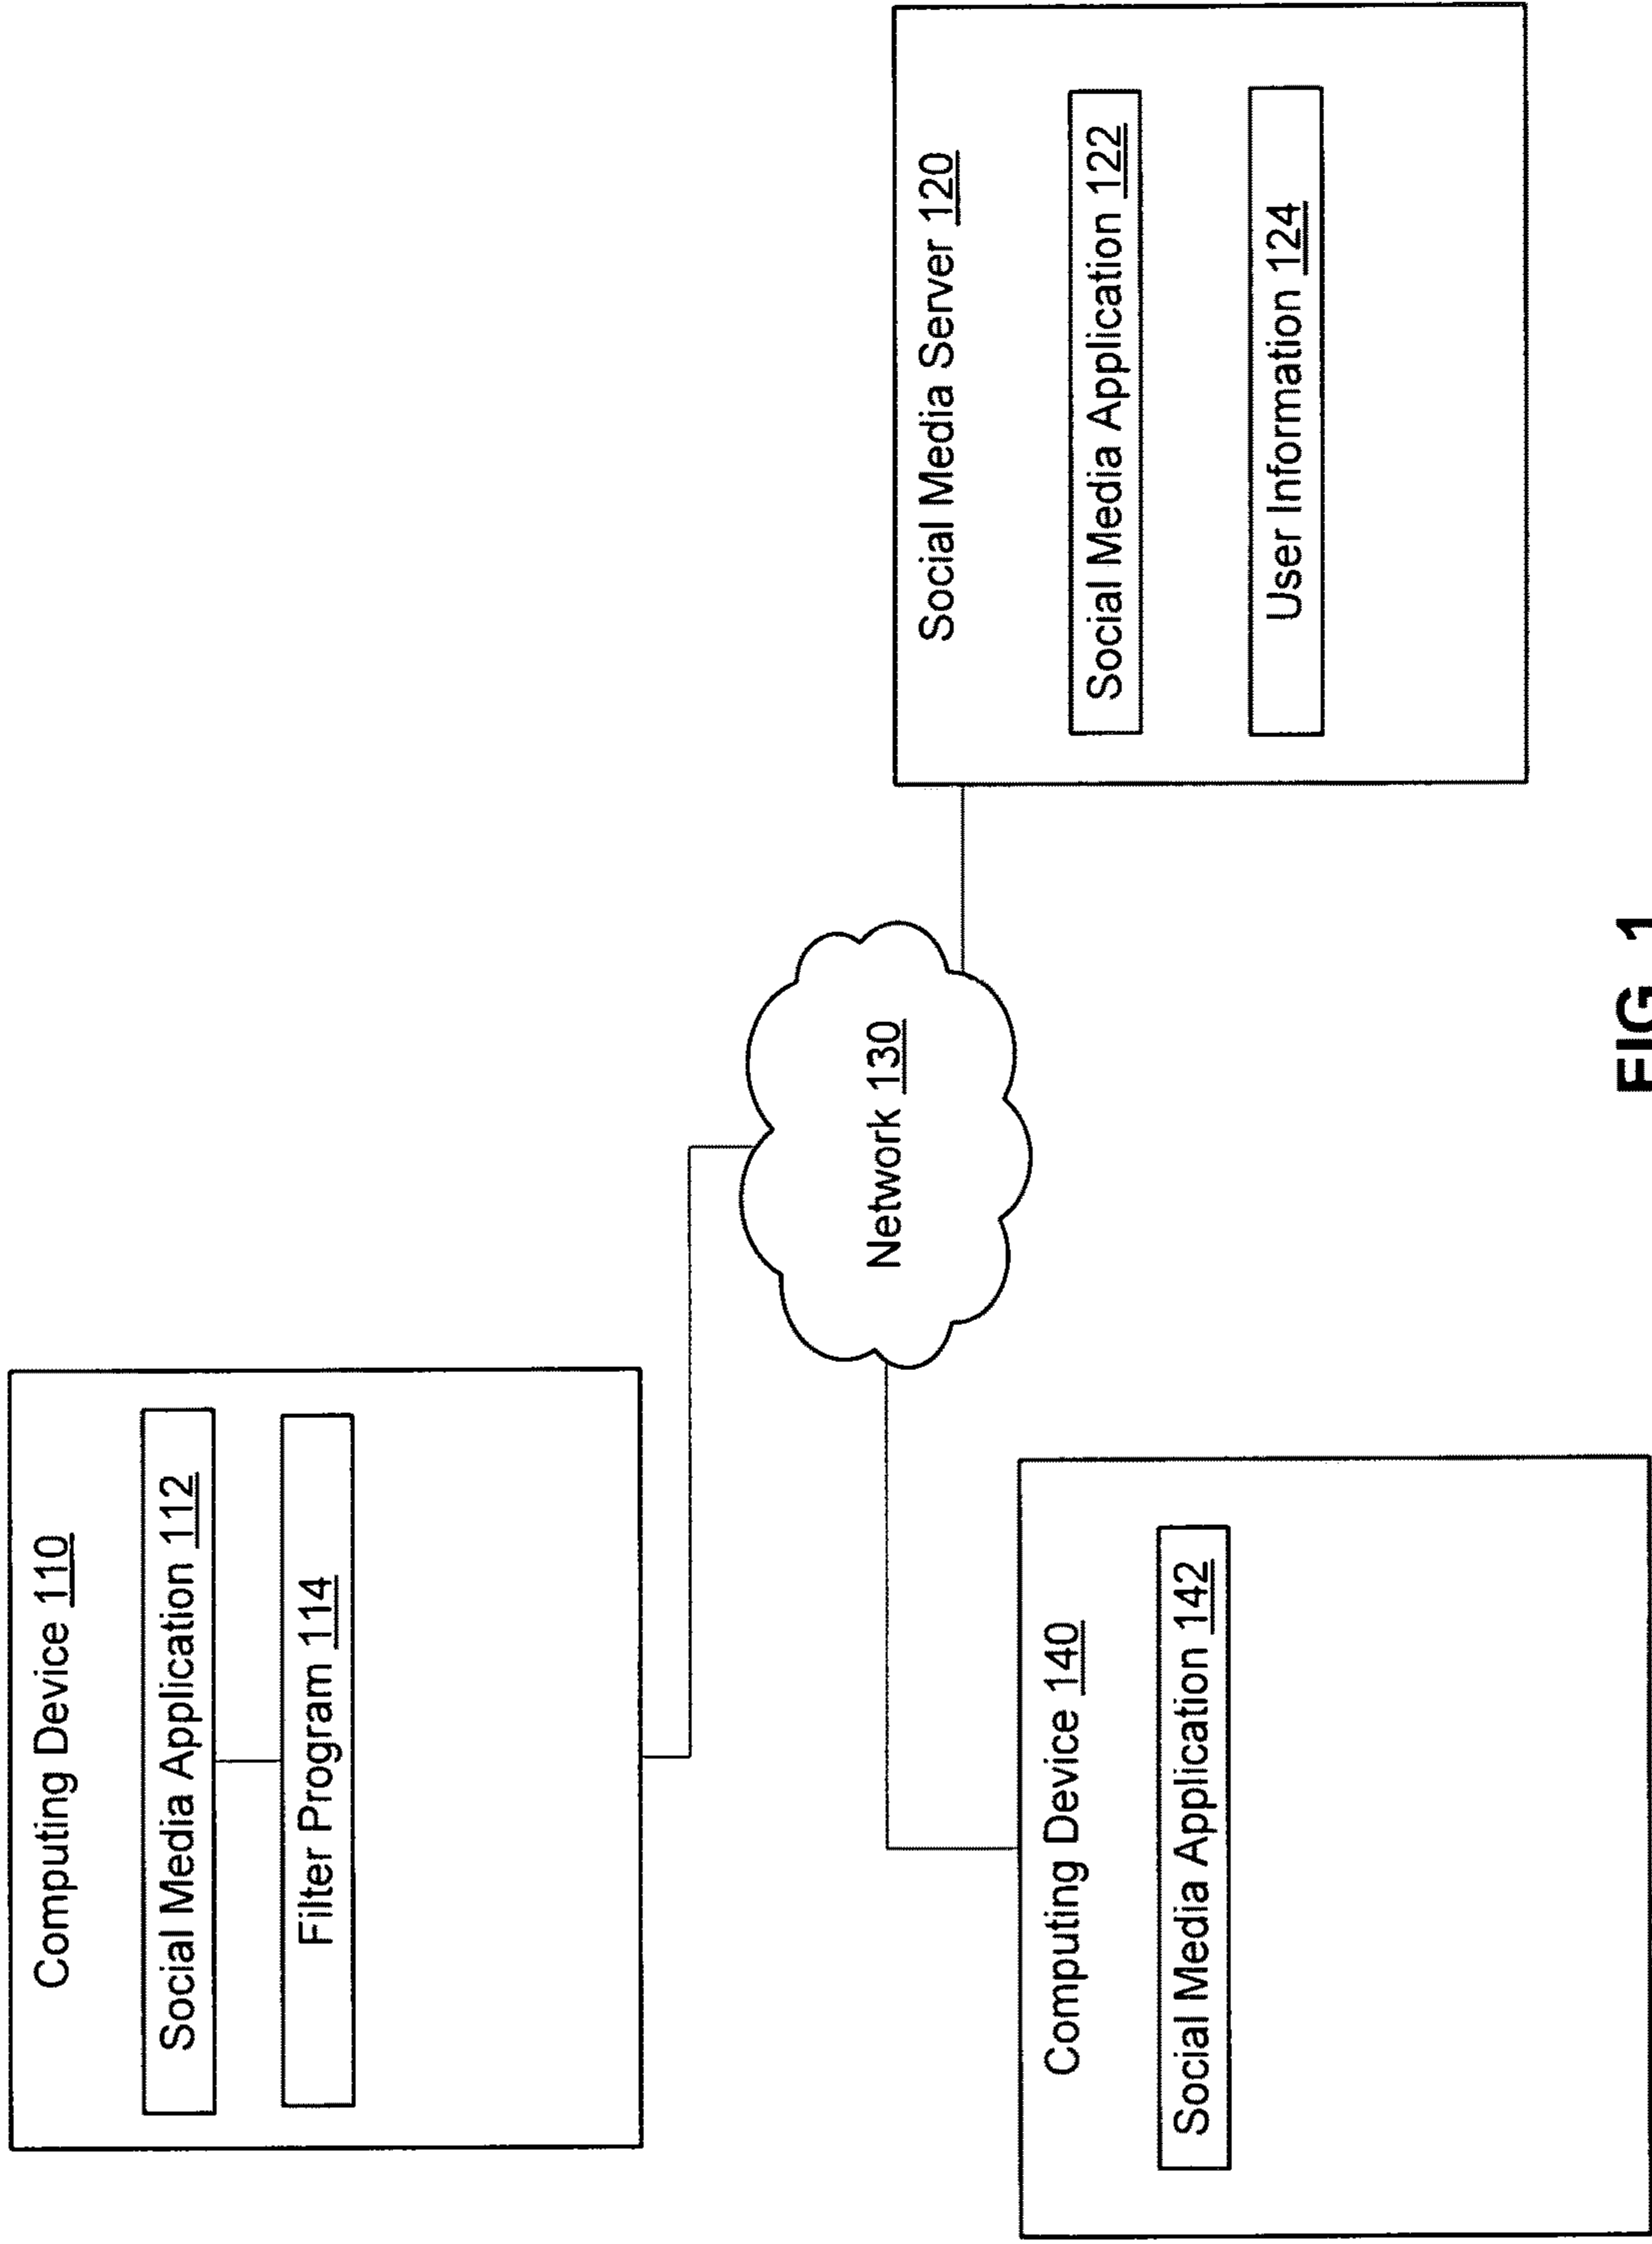 Computing Device 110
Social Media Application 112
Filter Program 114
Network 130
Social Media Server 120
Social Media Application 122
User Information 124
Computing Device 140
Social Media Application 142
FIG. 1